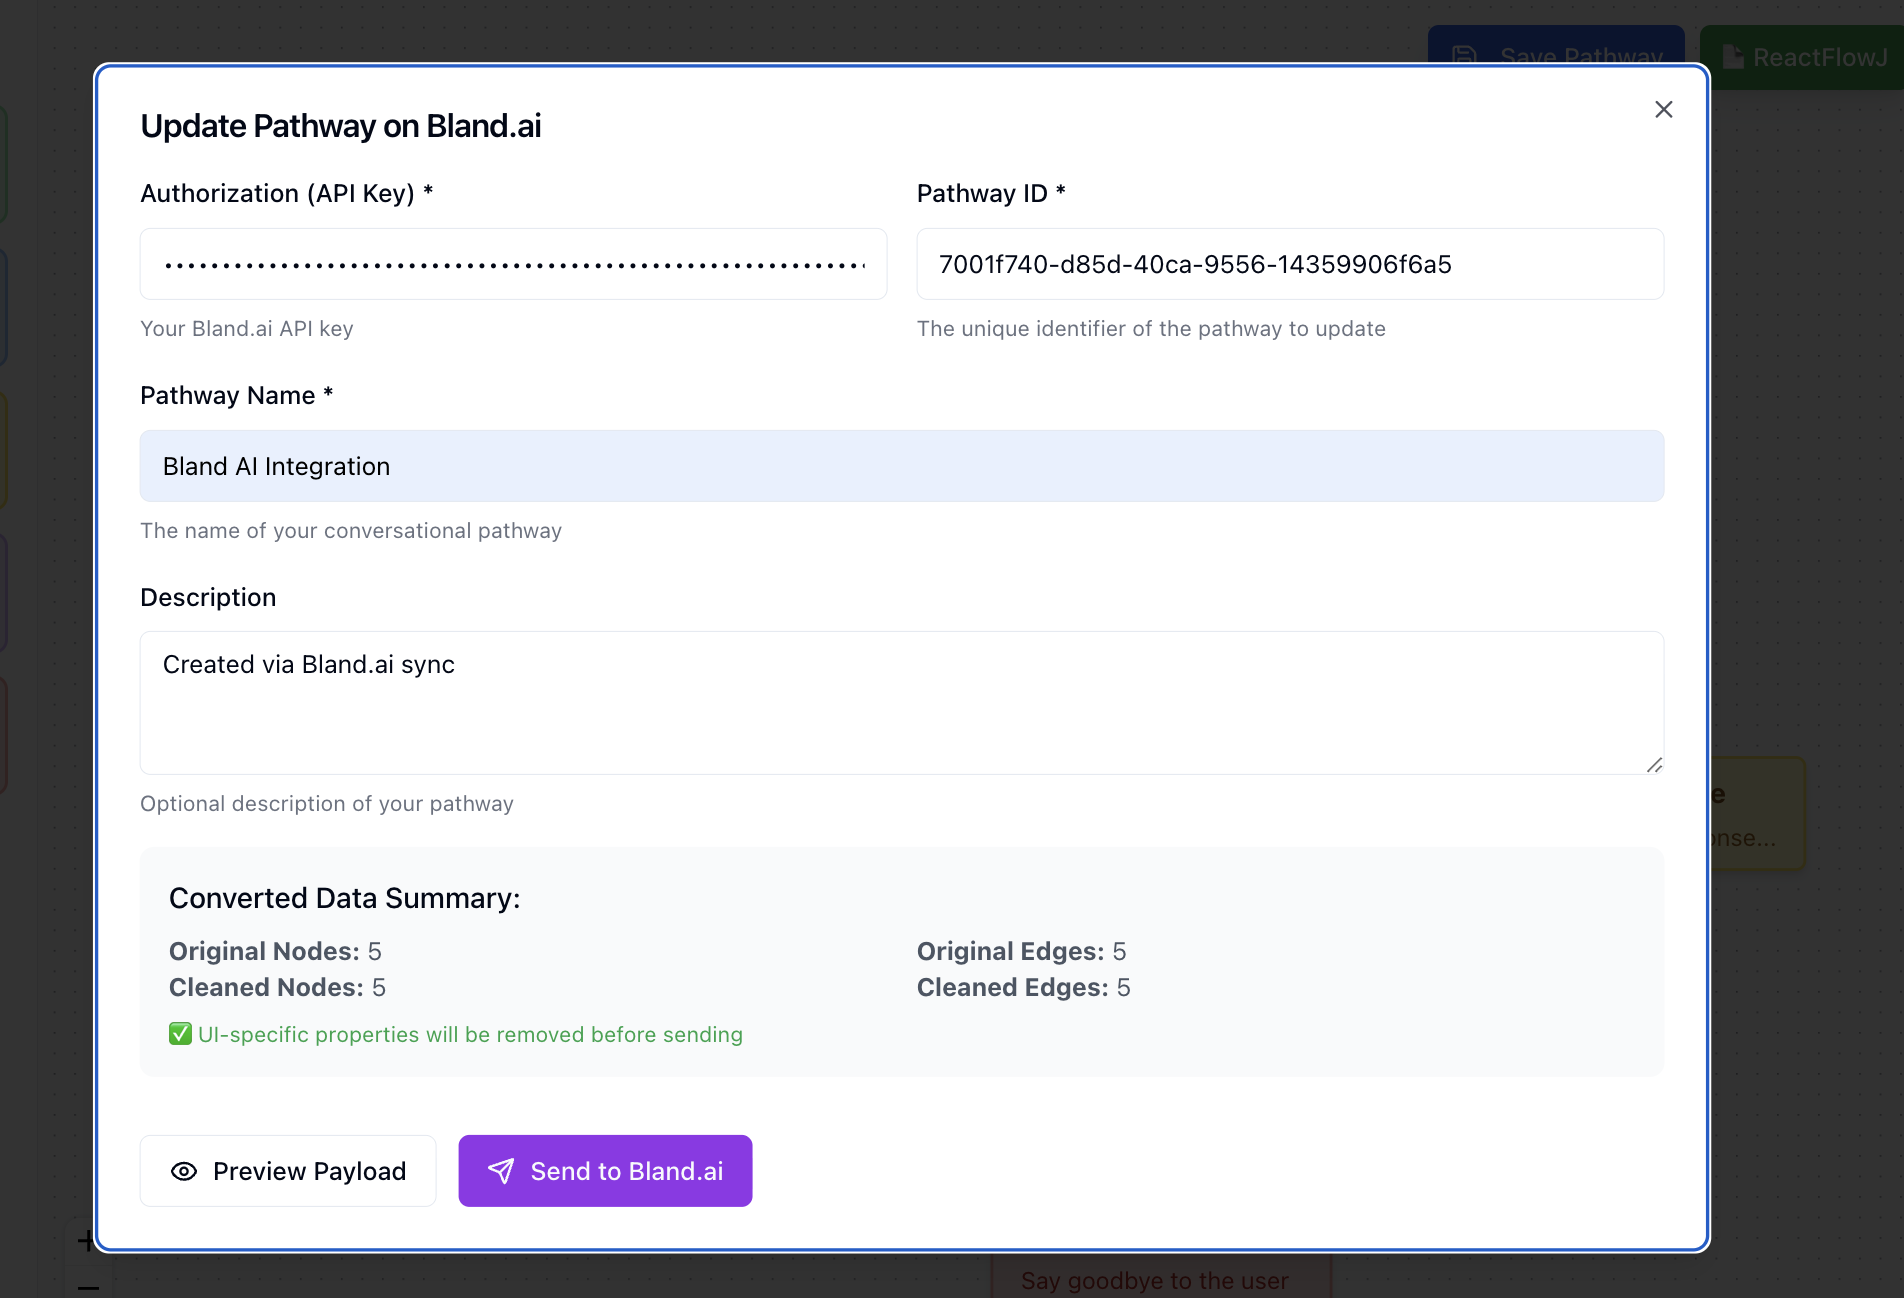 Save Pathway
ReactFlowJ
Update Pathway on Bland.ai
Authorization (API Key) *
Pathway ID *
••••••••••••••••••••••••••••••••••••••••••••••••••••••••••••
7001f740-d85d-40ca-9556-14359906f6a5
Your Bland.ai API key
The unique identifier of the pathway to update
Pathway Name *
Bland AI Integration
The name of your conversational pathway
Description
Created via Bland.ai sync
Optional description of your pathway
e
onse...
Converted Data Summary:
Original Nodes: 5
Original Edges: 5
Cleaned Nodes: 5
Cleaned Edges: 5
✅ UI-specific properties will be removed before sending
Preview Payload
Send to Bland.ai
Say goodbye to the user